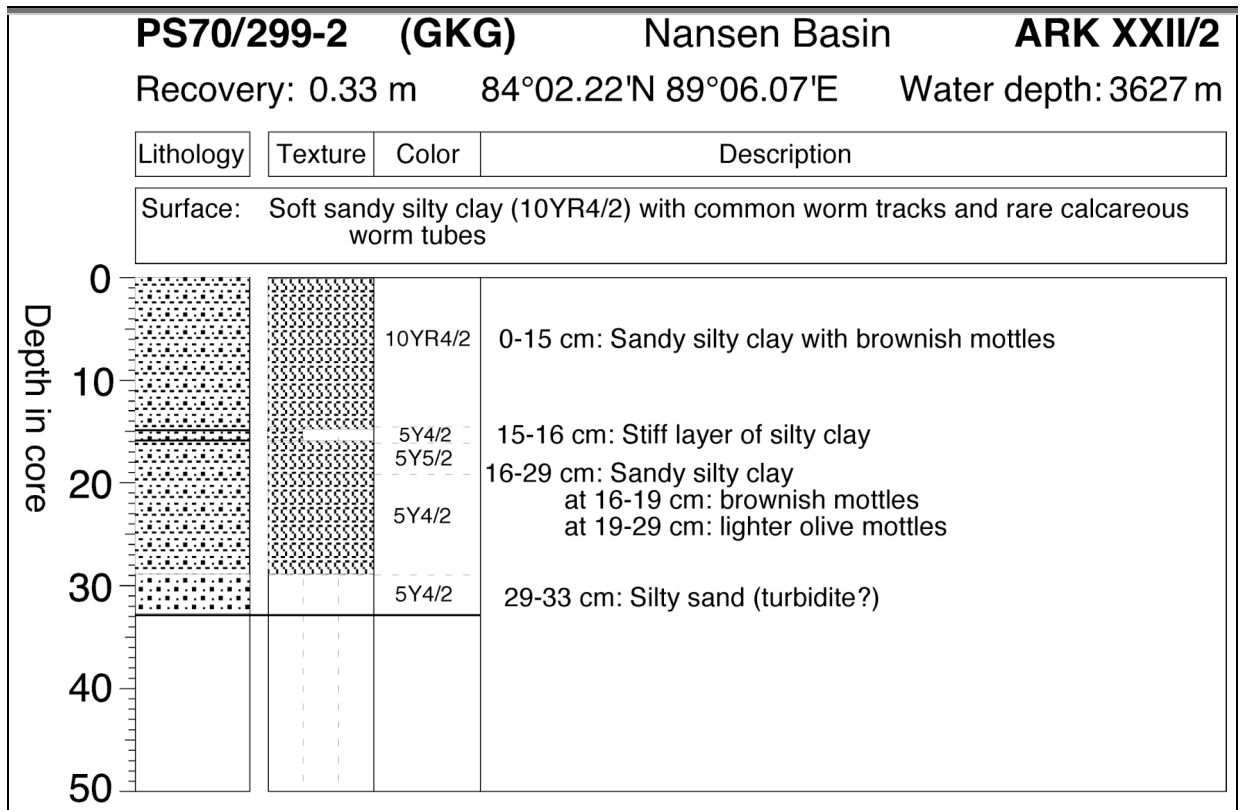 PS70/299-2 (GKG) Nansen Basin ARK XXII/2
Recovery: 0.33 m 84°02.22'N 89°06.07'E Water depth: 3627 m
Lithology Texture Color Description
Surface: Soft sandy silty clay (10YR4/2) with common worm tracks and rare calcareous
worm tubes
Depth in core
0
10
20
30
40
50
10YR4/2 0-15 cm: Sandy silty clay with brownish mottles
5Y4/2 15-16 cm: Stiff layer of silty clay
5Y5/2
16-29 cm: Sandy silty clay
at 16-19 cm: brownish mottles
5Y4/2
at 19-29 cm: lighter olive mottles
5Y4/2 29-33 cm: Silty sand (turbidite?)